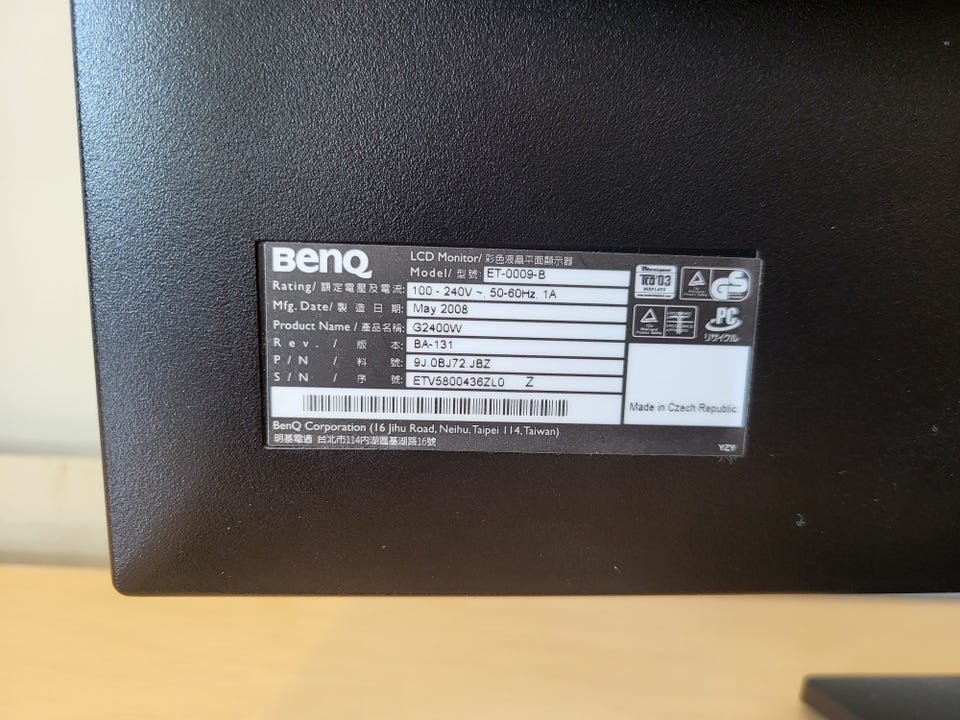 BenQ
LCD Monitor/ 彩色液晶平面顯示器
Model/ 型號: ET-0009-B
Rating/ 額定電壓及電流: 100 - 240V ~, 50-60Hz, 1A
Mfg. Date/ 製 造 日 期: May 2008
Product Name / 產品名稱: G2400W
Rev. / 版 本: BA-131
P/N / 料 號: 9J.0BJ72.JBZ
S/N / 序 號: ETV5800436ZL0 Z
TCO'03
DISPLAYS
GS
PC
リサイクル
Made in Czech Republic
BenQ Corporation (16 Jihu Road, Neihu, Taipei 114, Taiwan)
明基電通 台北市114內湖區基湖路16號
YZY